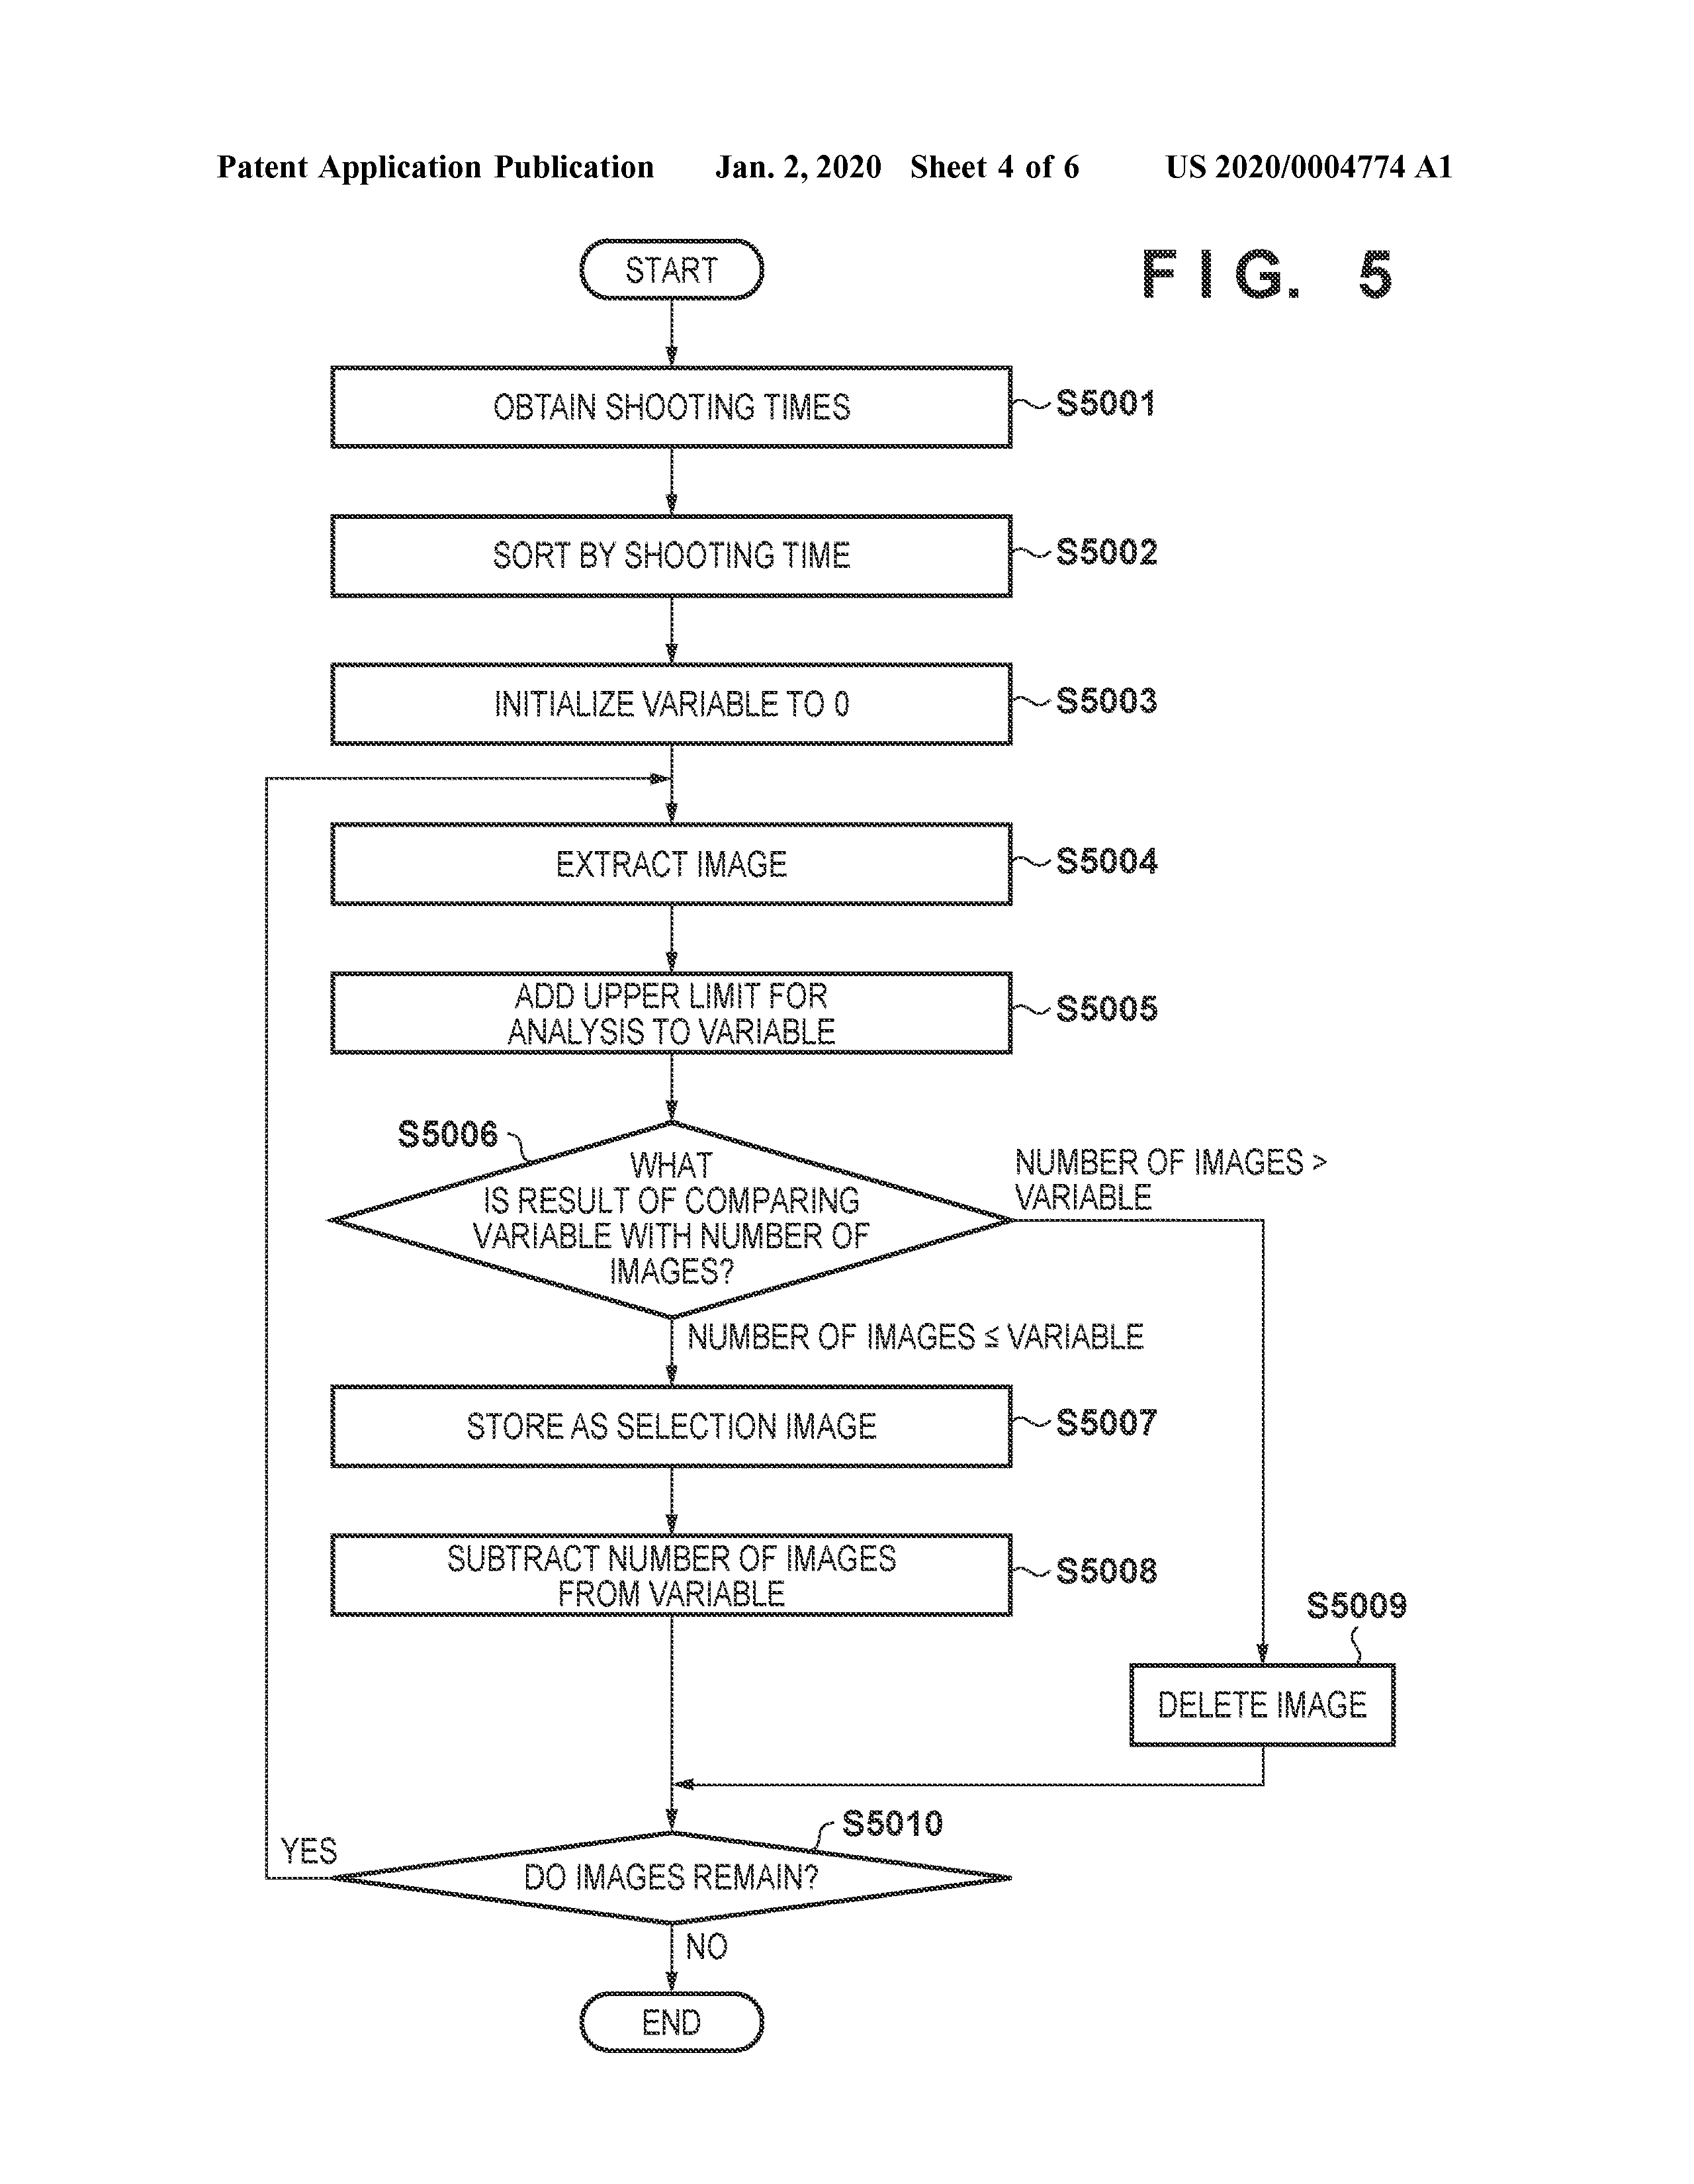 Patent Application Publication Jan. 2, 2020 Sheet 4 of 6 US 2020/0004774 A1
FIG. 5
START
OBTAIN SHOOTING TIMES
S5001
SORT BY SHOOTING TIME
S5002
INITIALIZE VARIABLE TO 0
S5003
EXTRACT IMAGE
S5004
ADD UPPER LIMIT FOR
ANALYSIS TO VARIABLE
S5005
S5006
WHAT
IS RESULT OF COMPARING
VARIABLE WITH NUMBER OF
IMAGES?
NUMBER OF IMAGES >
VARIABLE
NUMBER OF IMAGES ≤ VARIABLE
STORE AS SELECTION IMAGE
S5007
SUBTRACT NUMBER OF IMAGES
FROM VARIABLE
S5008
S5009
DELETE IMAGE
S5010
YES
DO IMAGES REMAIN?
NO
END